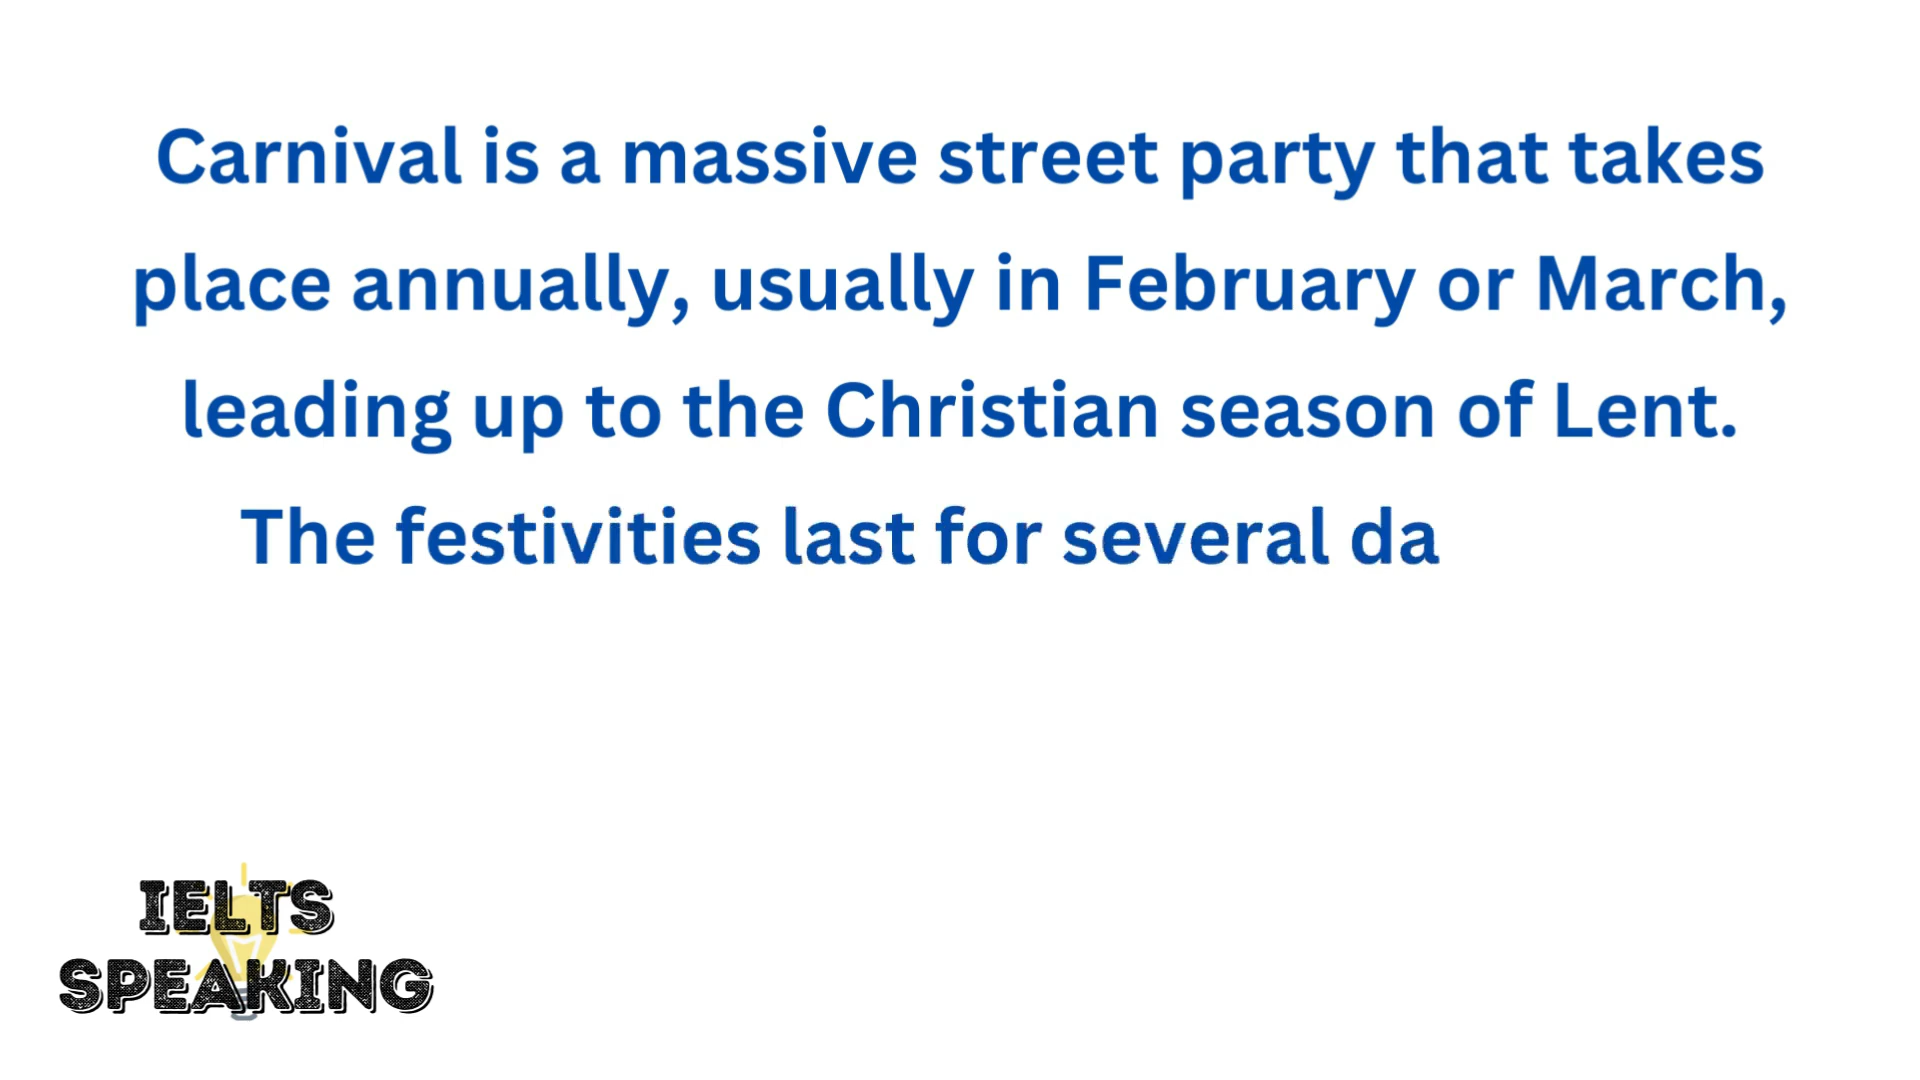 Carnival is a massive street party that takes
place annually, usually in February or March,
leading up to the Christian season of Lent.
The festivities last for several da
IELTS
SPEAKING